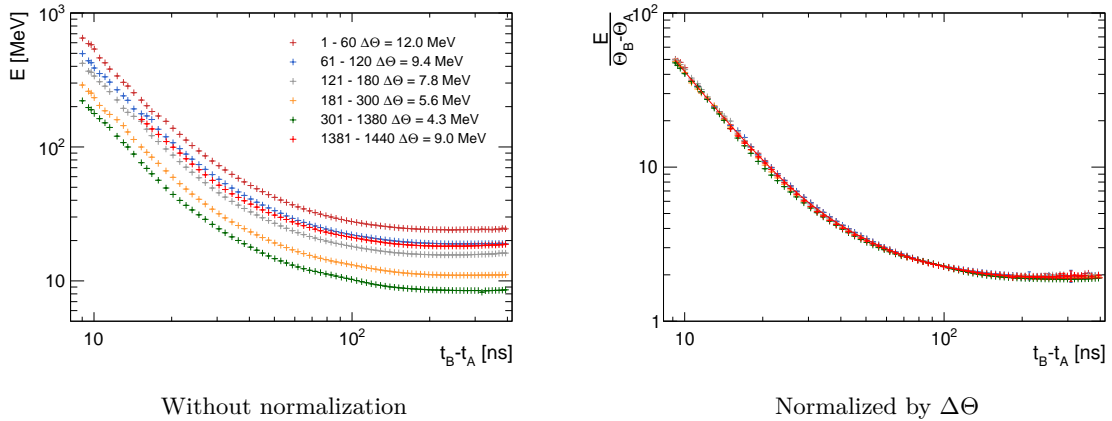 E [MeV]
10³
10²
10
1 - 60 ΔΘ = 12.0 MeV
61 - 120 ΔΘ = 9.4 MeV
121 - 180 ΔΘ = 7.8 MeV
181 - 300 ΔΘ = 5.6 MeV
301 - 1380 ΔΘ = 4.3 MeV
1381 - 1440 ΔΘ = 9.0 MeV
10
10²
t_B-t_A [ns]
Without normalization
E
Θ_B-Θ_A
10²
10
1
10
10²
t_B-t_A [ns]
Normalized by ΔΘ